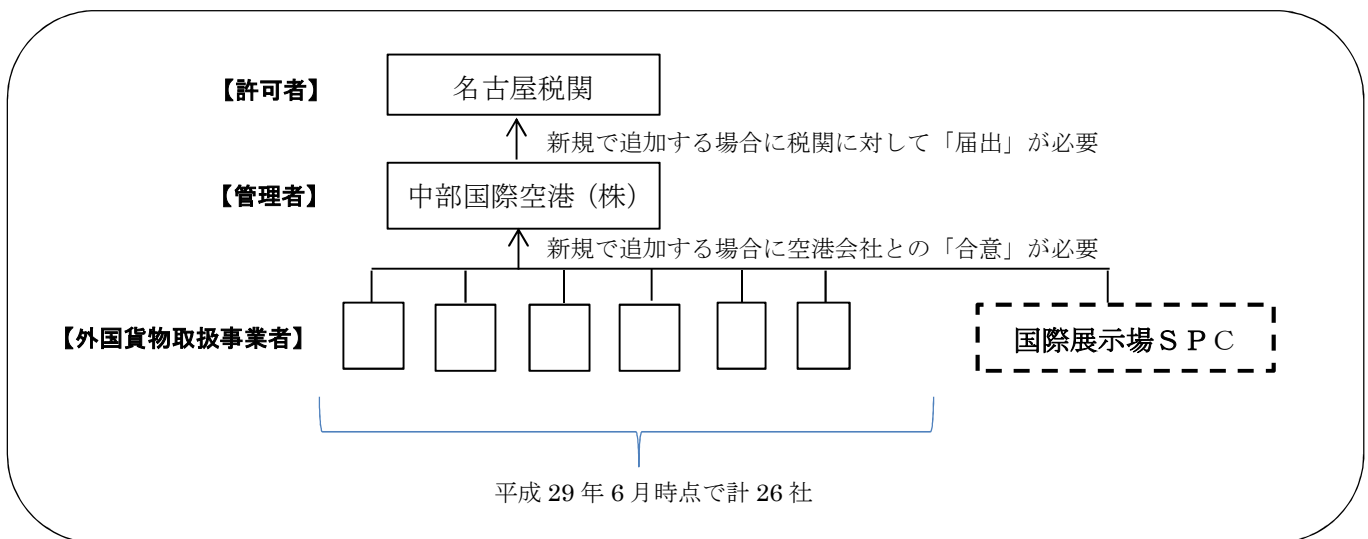 【許可者】 名古屋税関
新規で追加する場合に税関に対して「届出」が必要
【管理者】 中部国際空港（株）
新規で追加する場合に空港会社との「合意」が必要
【外国貨物取扱事業者】 国際展示場ＳＰＣ
平成 29 年 6 月時点で計 26 社